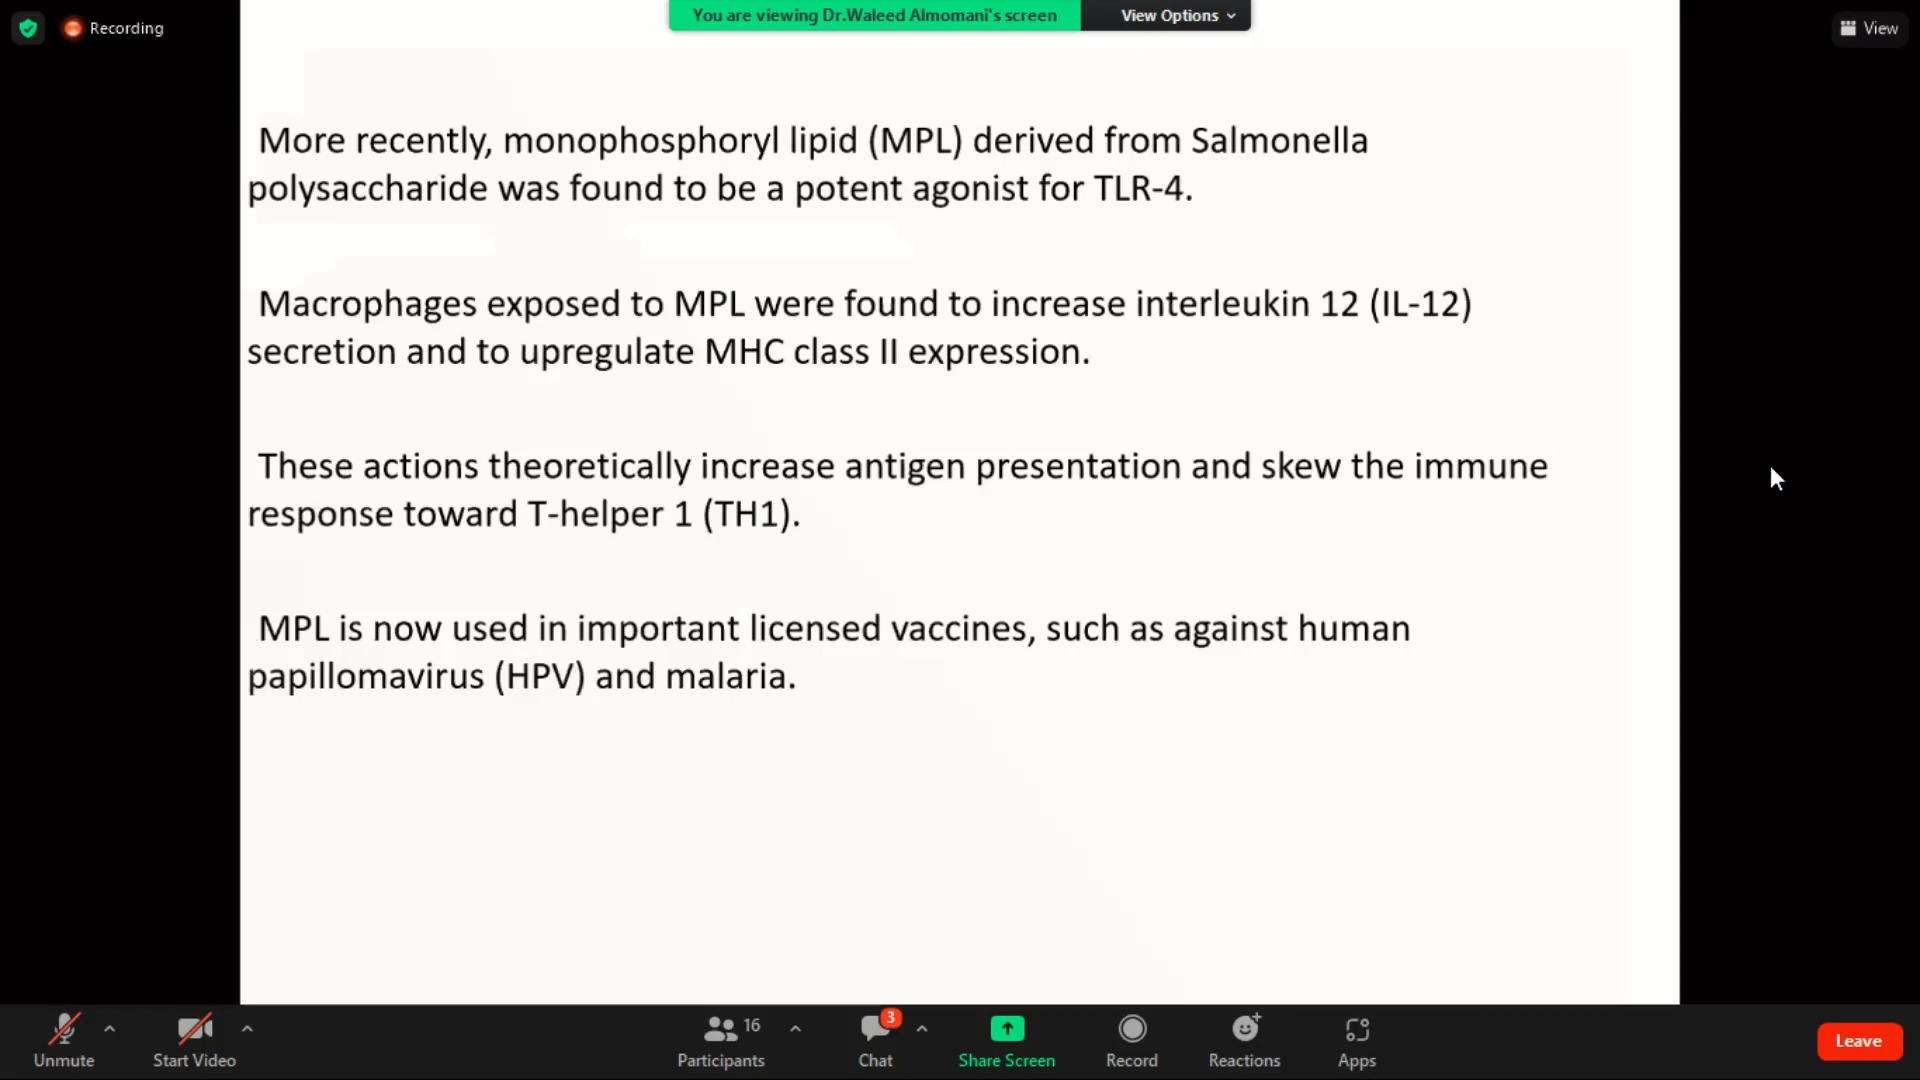 Recording
You are viewing Dr.Waleed Almomani's screen
View Options
View
More recently, monophosphoryl lipid (MPL) derived from Salmonella
polysaccharide was found to be a potent agonist for TLR-4.
Macrophages exposed to MPL were found to increase interleukin 12 (IL-12)
secretion and to upregulate MHC class II expression.
These actions theoretically increase antigen presentation and skew the immune
response toward T-helper 1 (TH1).
MPL is now used in important licensed vaccines, such as against human
papillomavirus (HPV) and malaria.
Unmute
Start Video
16
Participants
3
Chat
Share Screen
Record
Reactions
Apps
Leave